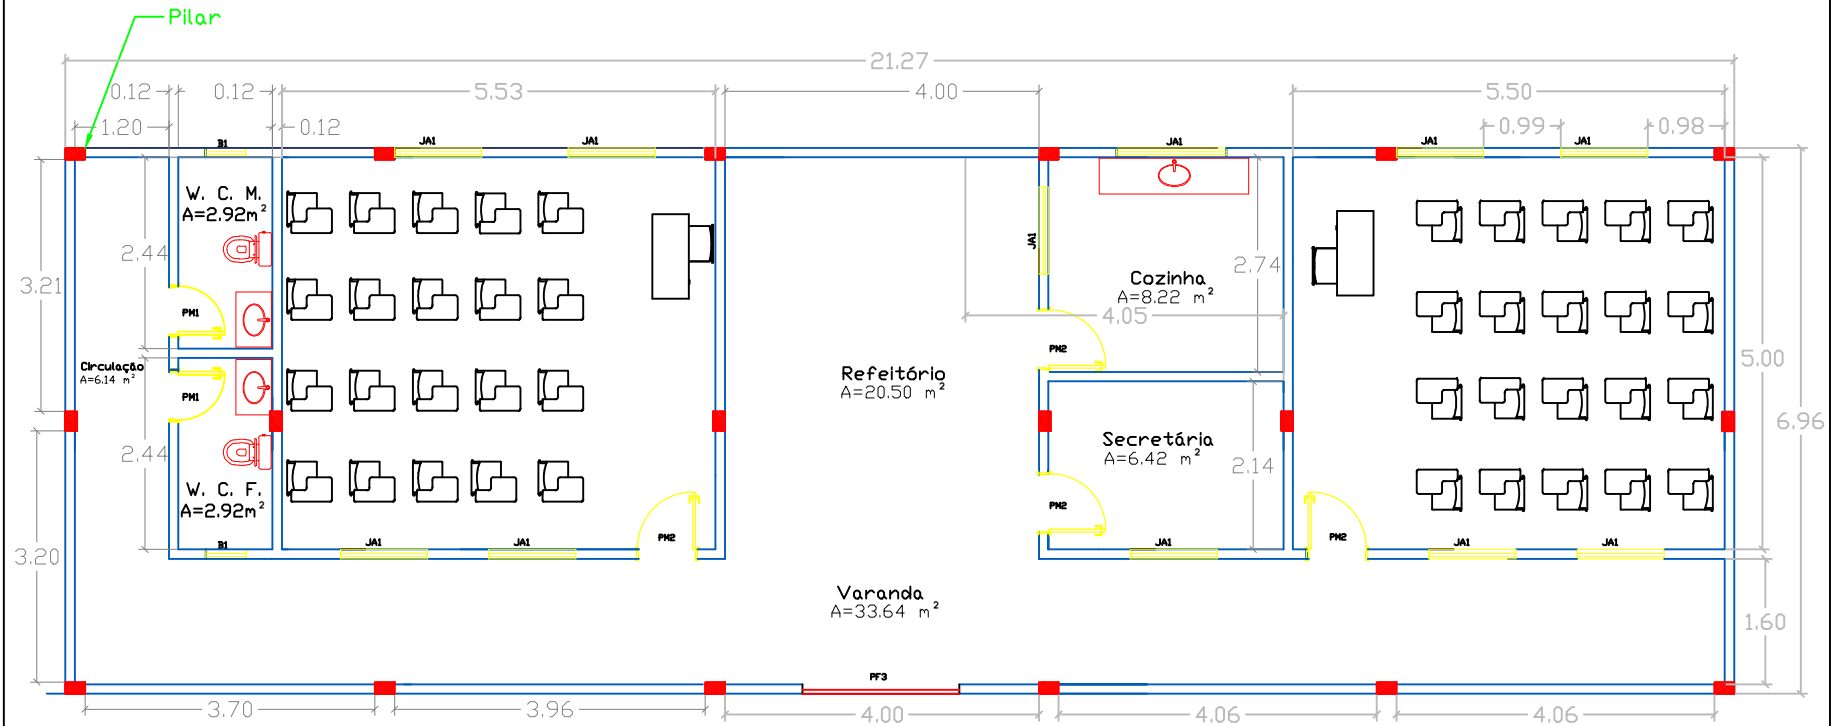 Pilar
21.27
0.12
0.12
5.53
4.00
5.50
1.20
0.12
0.99
0.98
B1
JA1
JA1
JA1
JA1
JA1
W. C. M.
A=2.92m²
2.44
3.21
PM1
JA1
Cozinha
A=8.22 m²
2.74
4.05
PM2
Circulação
A=6.14 m²
PM1
Refeitório
A=20.50 m²
5.00
6.96
2.44
Secretária
A=6.42 m²
2.14
W. C. F.
A=2.92m²
PM2
B1
JA1
JA1
PM2
JA1
PM2
JA1
JA1
3.20
Varanda
A=33.64 m²
1.60
PF3
3.70
3.96
4.00
4.06
4.06